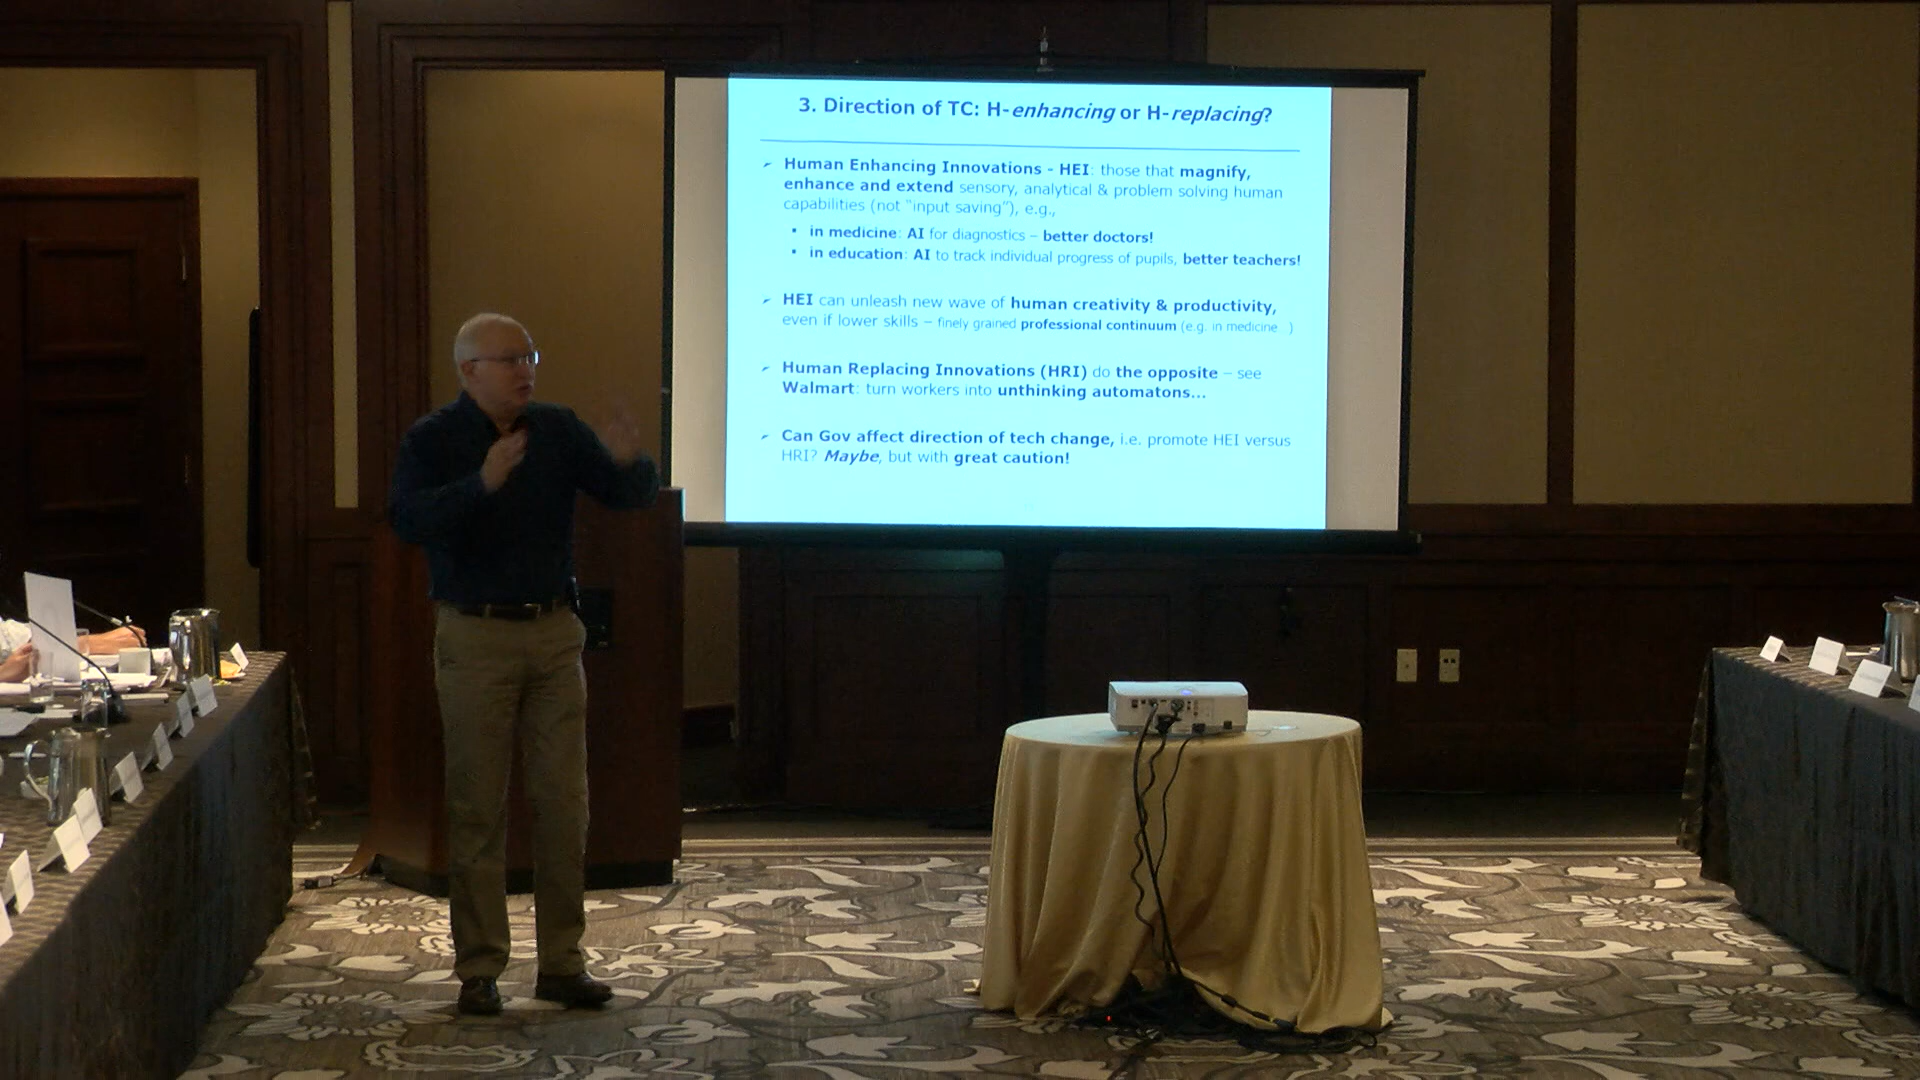 3. Direction of TC: H-enhancing or H-replacing?
Human Enhancing Innovations - HEI: those that magnify,
enhance and extend sensory, analytical & problem solving human
capabilities (not "input saving"), e.g.,
in medicine: AI for diagnostics – better doctors!
in education: AI to track individual progress of pupils, better teachers!
HEI can unleash new wave of human creativity & productivity,
even if lower skills – finely grained professional continuum (e.g. in medicine )
Human Replacing Innovations (HRI) do the opposite – see
Walmart: turn workers into unthinking automatons...
Can Gov affect direction of tech change, i.e. promote HEI versus
HRI? Maybe, but with great caution!